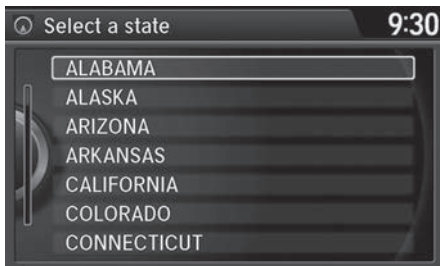 Select a state 9:30
ALABAMA
ALASKA
ARIZONA
ARKANSAS
CALIFORNIA
COLORADO
CONNECTICUT